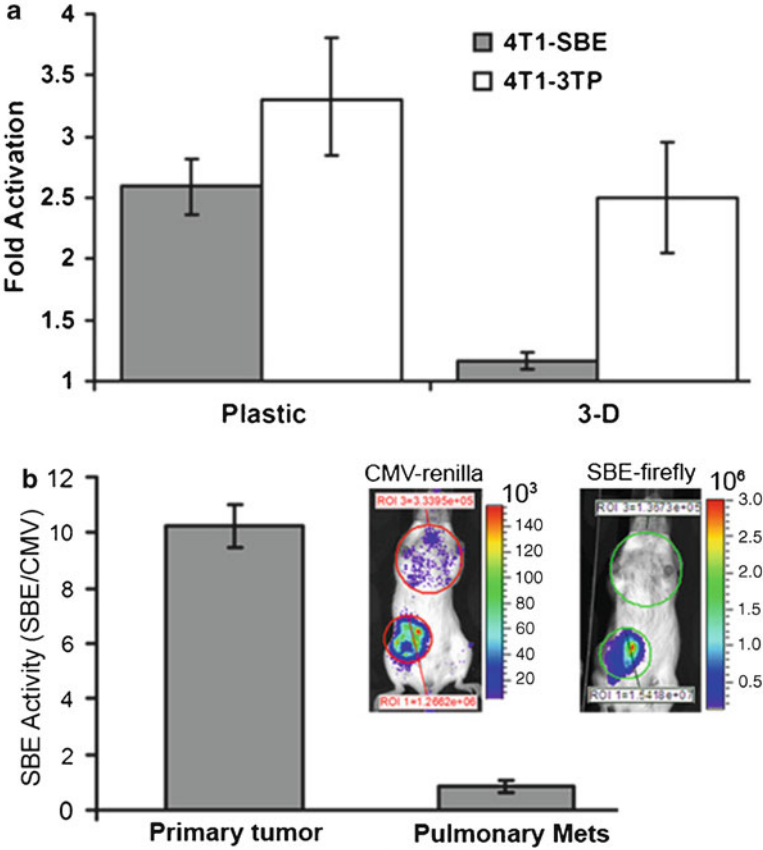 a
4
3.5
3
2.5
2
1.5
1
Fold Activation
4T1-SBE
4T1-3TP
Plastic
3-D
b
12
10
8
6
4
2
0
SBE Activity (SBE/CMV)
CMV-renilla
ROI 3=3.3395e+05
ROI 1=1.2662e+06
10³
140
120
100
80
60
40
20
SBE-firefly
ROI 3=1.3673e+05
ROI 1=1.5418e+07
10⁶
3.0
2.5
2.0
1.5
1.0
0.5
Primary tumor
Pulmonary Mets